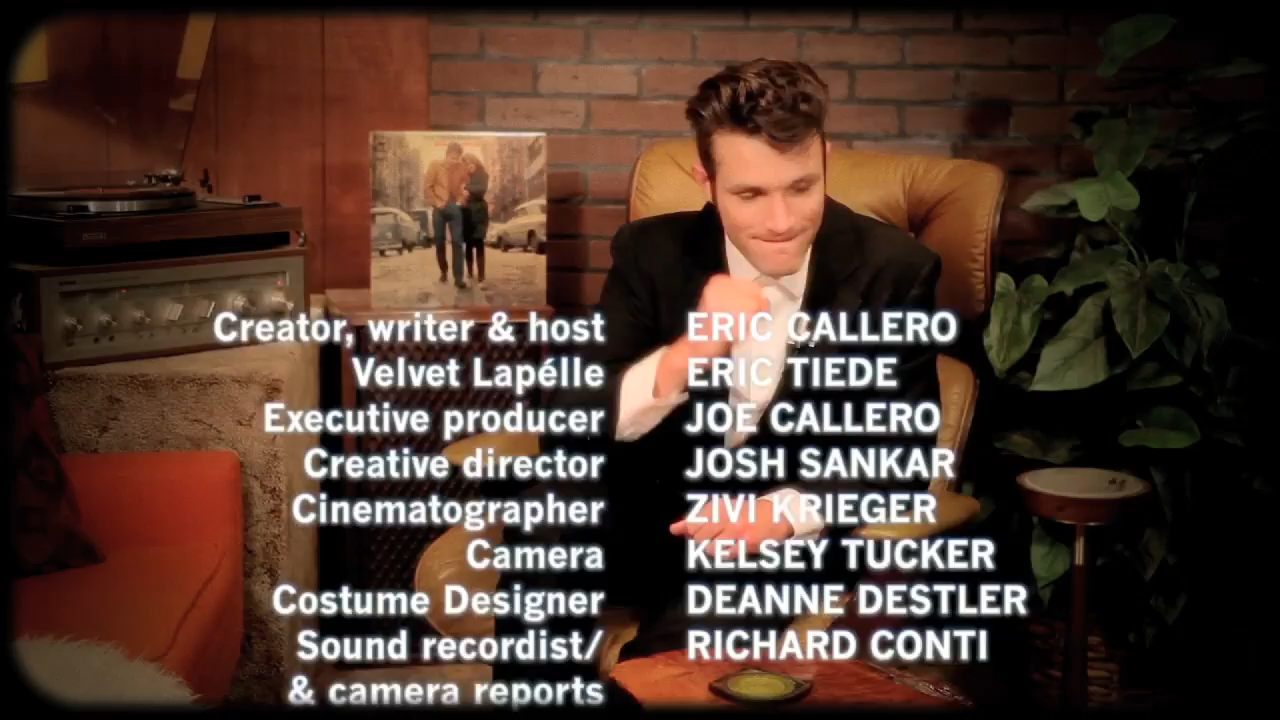 Creator, writer & host ERIC CALLERO
Velvet Lapélle ERIC TIEDE
Executive producer JOE CALLERO
Creative director JOSH SANKAR
Cinematographer ZIVI KRIEGER
Camera KELSEY TUCKER
Costume Designer DEANNE DESTLER
Sound recordist/ RICHARD CONTI
& camera reports